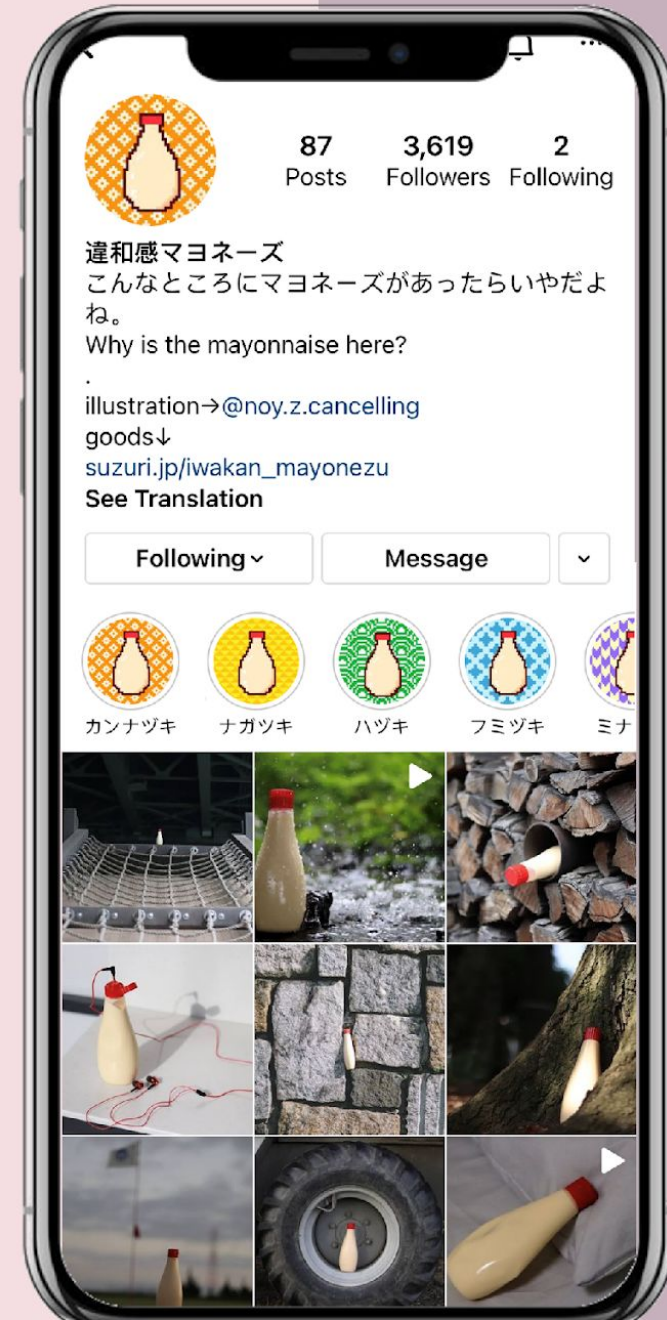 87 3,619 2
Posts Followers Following
違和感マヨネーズ
こんなところにマヨネーズがあったらいやだよ
ね。
Why is the mayonnaise here?
.
illustration→@noy.z.cancelling
goods↓
suzuri.jp/iwakan_mayonezu
See Translation
Following Message
カンナヅキ ナガツキ ハヅキ フミヅキ ミナ